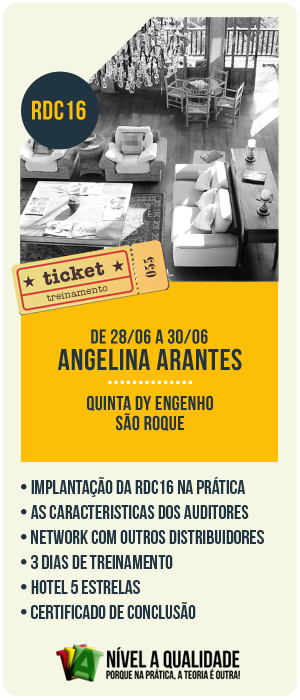 RDC16
★ ticket ★
treinamento
055
DE 28/06 A 30/06
ANGELINA ARANTES
QUINTA DY ENGENHO
SÃO ROQUE
• IMPLANTAÇÃO DA RDC16 NA PRÁTICA
• AS CARACTERISTICAS DOS AUDITORES
• NETWORK COM OUTROS DISTRIBUIDORES
• 3 DIAS DE TREINAMENTO
• HOTEL 5 ESTRELAS
• CERTIFICADO DE CONCLUSÃO
NÍVEL A QUALIDADE
PORQUE NA PRÁTICA, A TEORIA É OUTRA!